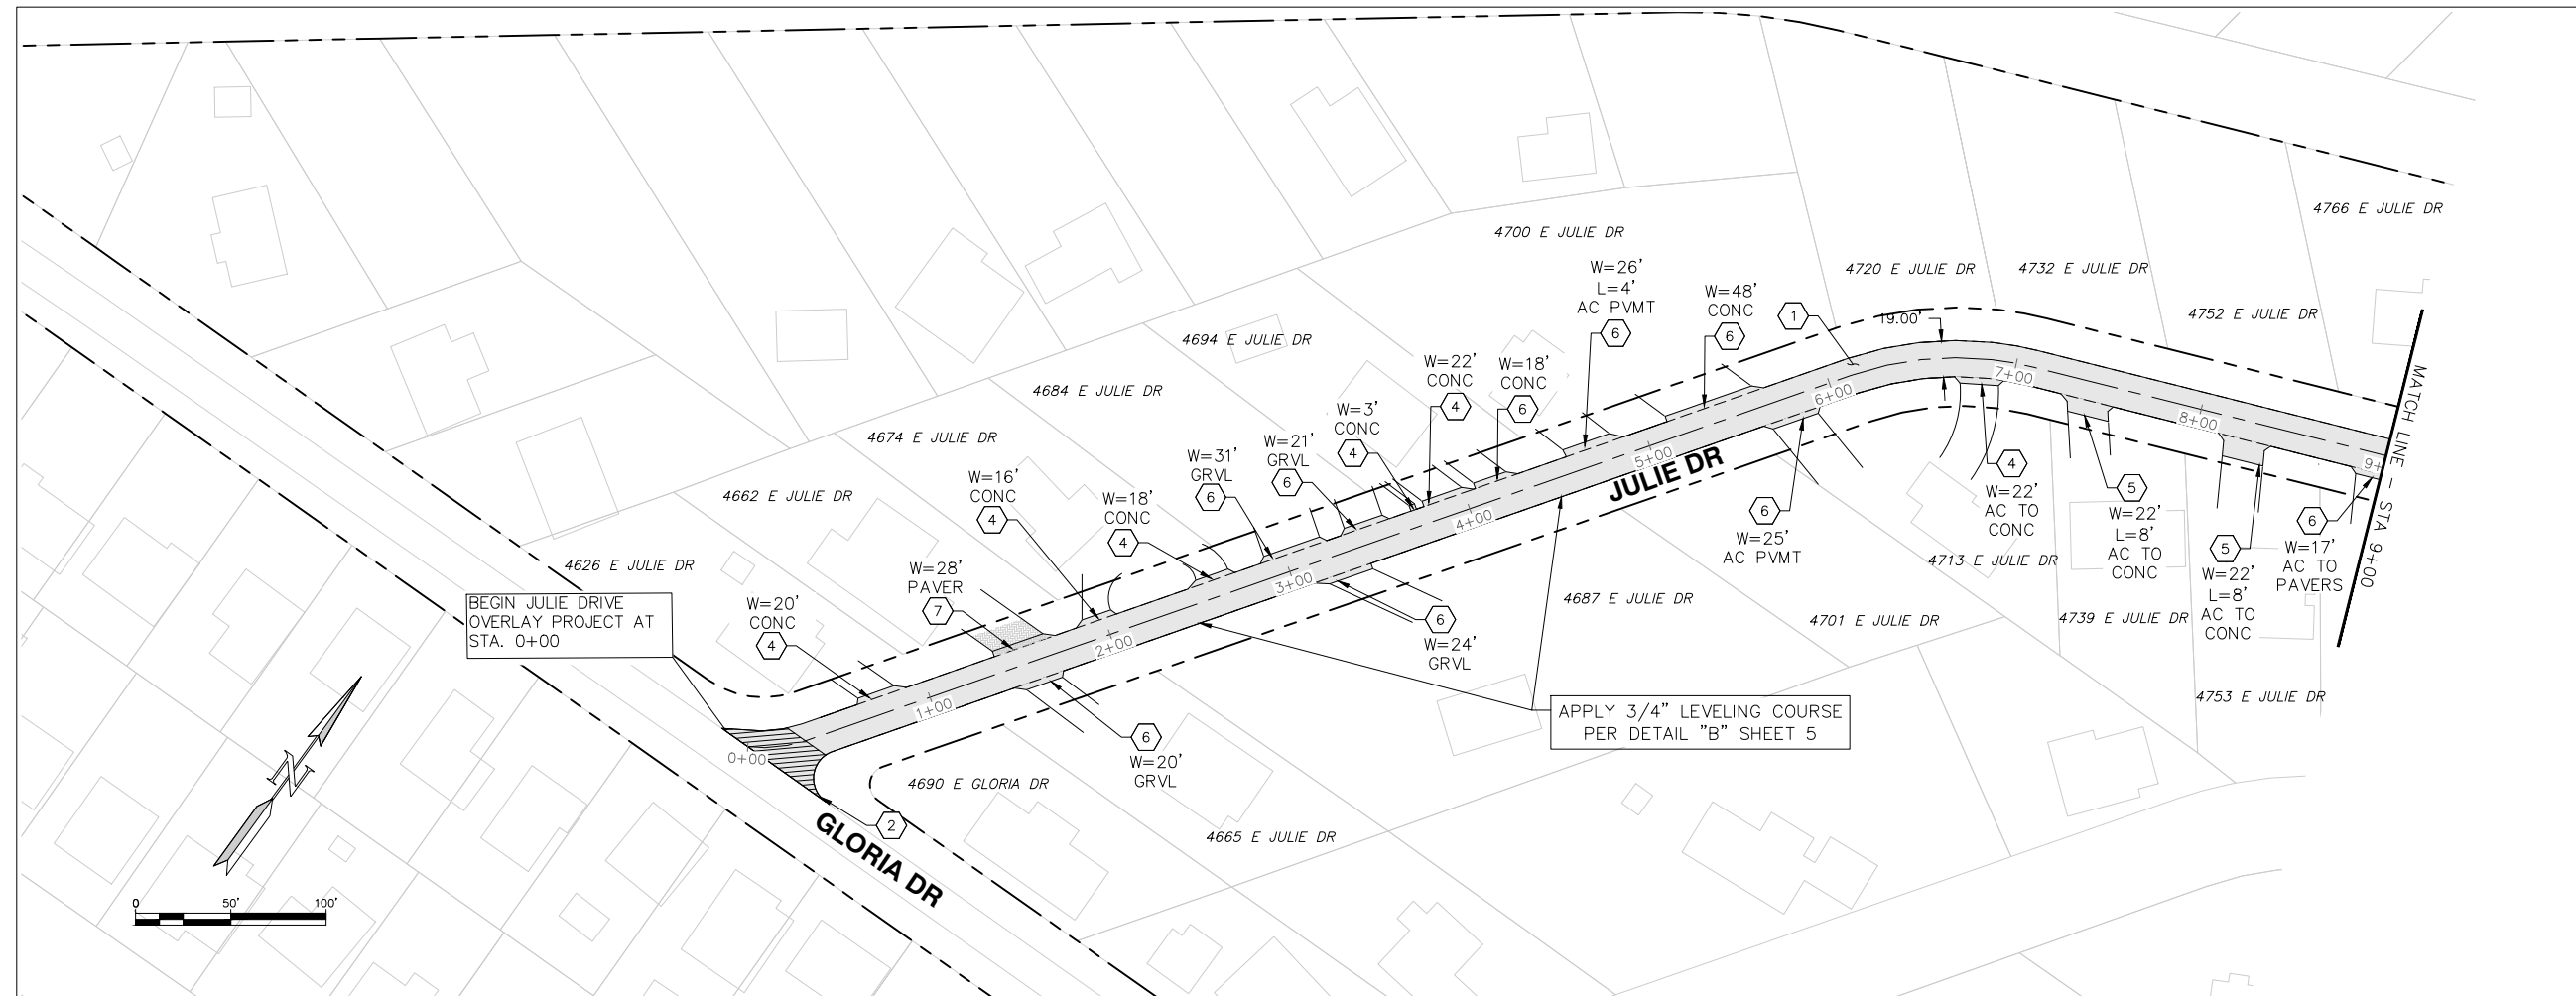 4766 E JULIE DR
4700 E JULIE DR
4720 E JULIE DR
4732 E JULIE DR
4752 E JULIE DR
4694 E JULIE DR
4684 E JULIE DR
4674 E JULIE DR
4662 E JULIE DR
4626 E JULIE DR
W=26'
L=4'
AC PVMT
6
W=48'
CONC
6
1
19.00'
W=22'
CONC
4
W=18'
CONC
6
W=3'
CONC
4
W=21'
GRVL
6
W=31'
GRVL
6
W=18'
CONC
4
W=16'
CONC
4
W=28'
PAVER
7
W=20'
CONC
4
BEGIN JULIE DRIVE
OVERLAY PROJECT AT
STA. 0+00
0+00
1+00
2+00
3+00
4+00
5+00
6+00
7+00
8+00
9+
JULIE DR
MATCH LINE - STA 9+00
6
W=25'
AC PVMT
4
W=22'
AC TO
CONC
5
W=22'
L=8'
AC TO
CONC
5
W=22'
L=8'
AC TO
CONC
6
W=17'
AC TO
PAVERS
6
W=24'
GRVL
6
W=20'
GRVL
4713 E JULIE DR
4687 E JULIE DR
4701 E JULIE DR
4739 E JULIE DR
4753 E JULIE DR
APPLY 3/4" LEVELING COURSE
PER DETAIL "B" SHEET 5
4690 E GLORIA DR
4665 E JULIE DR
2
GLORIA DR
N
0 50' 100'